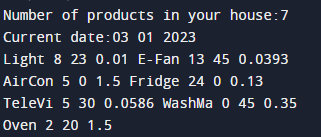 Number of products in your house:7
Current date:03 01 2023
Light 8 23 0.01 E-Fan 13 45 0.0393
AirCon 5 0 1.5 Fridge 24 0 0.13
TeleVi 5 30 0.0586 WashMa 0 45 0.35
Oven 2 20 1.5